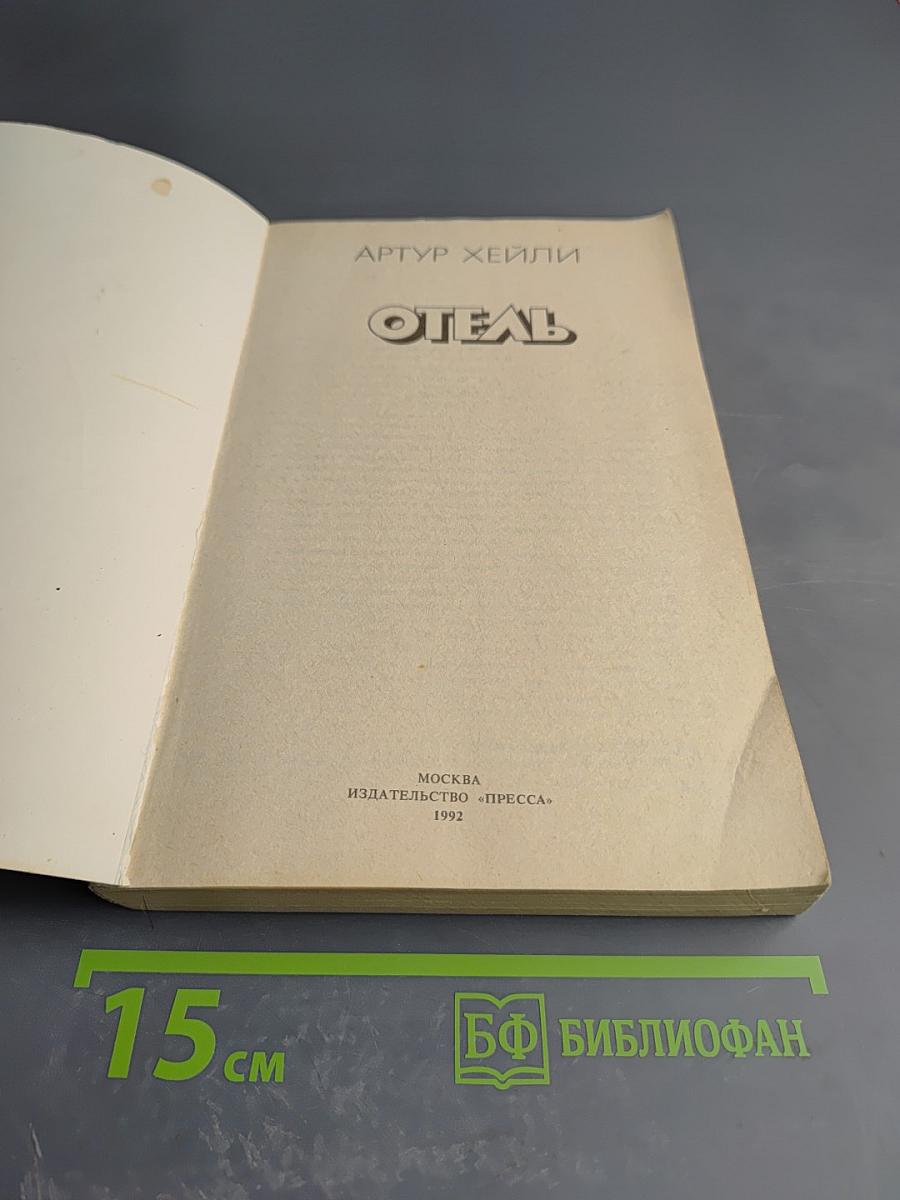 АРТУР ХЕЙЛИ
ОТЕЛЬ
МОСКВА
ИЗДАТЕЛЬСТВО «ПРЕССА»
1992
15 см
БФ БИБЛИОФАН